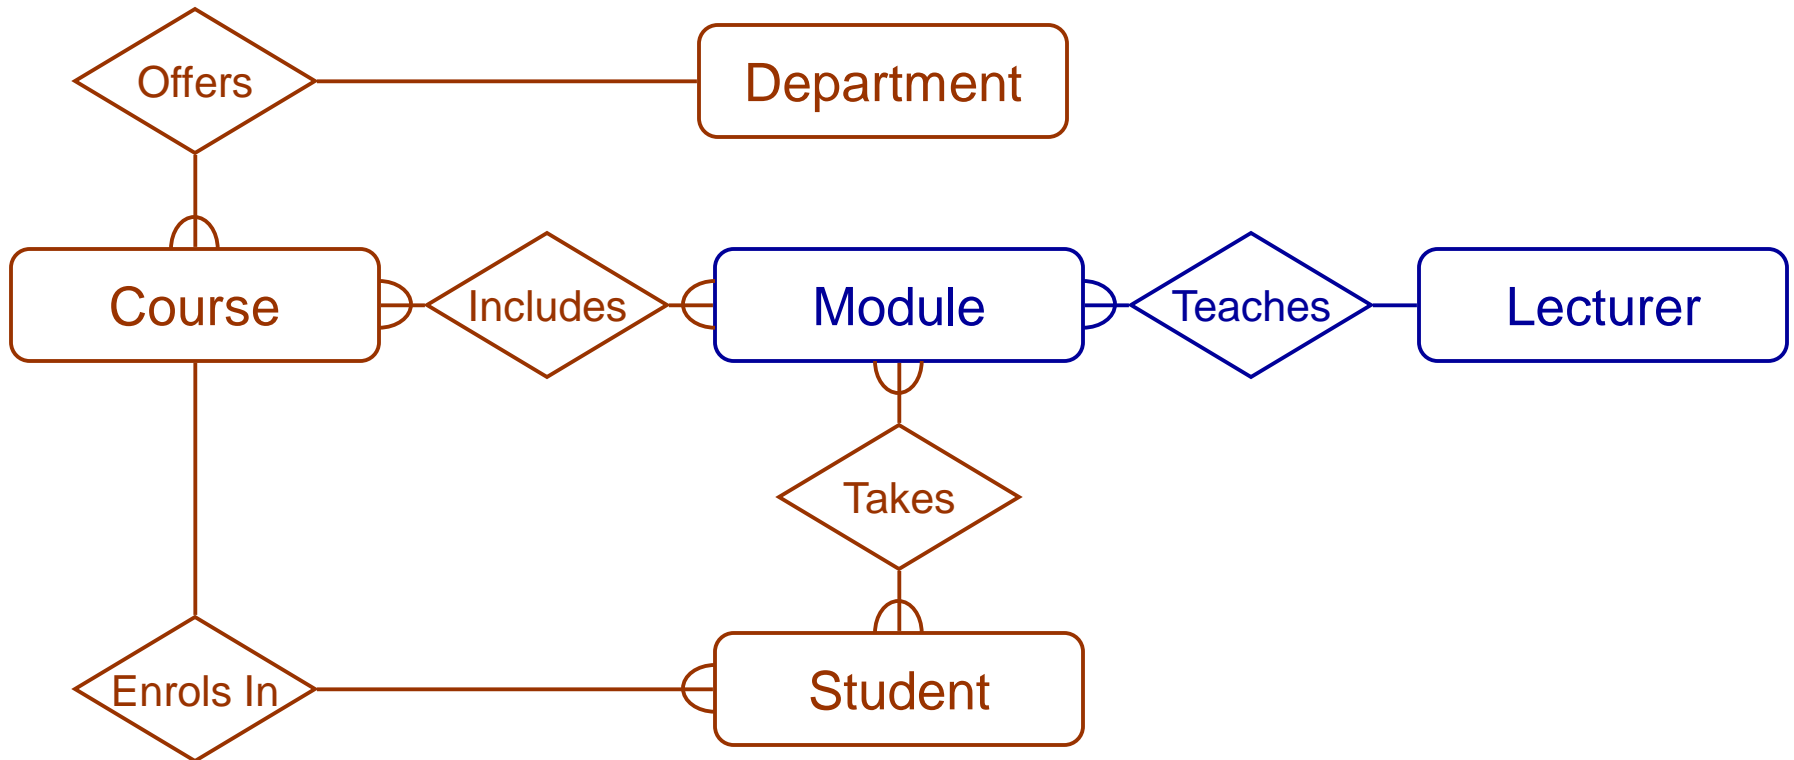 Offers
Department
Course
Includes
Module
Teaches
Lecturer
Takes
Enrols In
Student